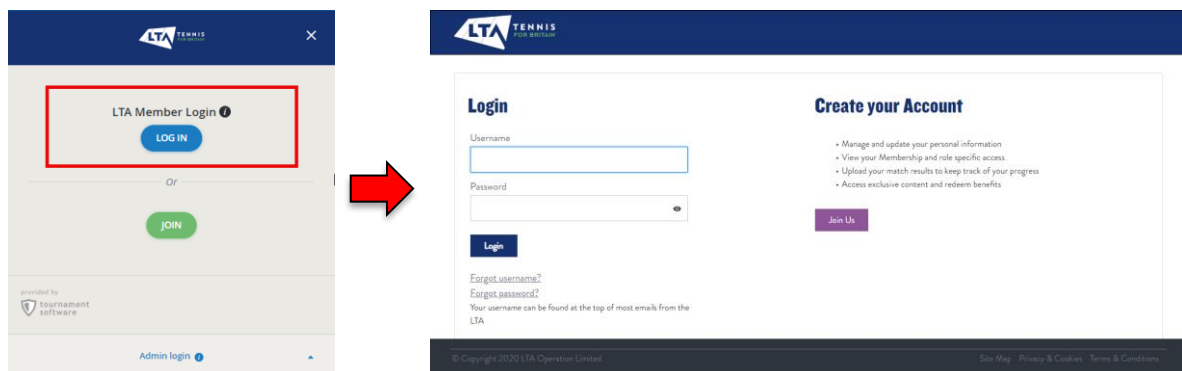 LTA TENNIS
FOR BRITAIN
LTA Member Login
LOG IN
Or
JOIN
provided by
tournament
software
Admin login
LTA TENNIS
FOR BRITAIN
Login
Username
Password
Login
Forgot username?
Forgot password?
Your username can be found at the top of most emails from the
LTA
Create your Account
• Manage and update your personal information
• View your Membership and role specific access
• Upload your match results to keep track of your progress
• Access exclusive content and redeem benefits
Join Us
© Copyright 2020 LTA Operation Limited
Site Map Privacy & Cookies Terms & Conditions